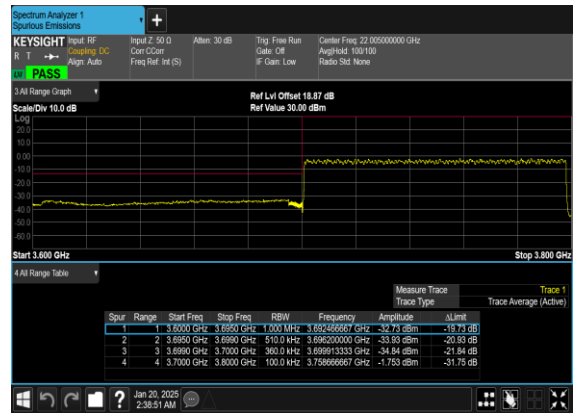 Spectrum Analyzer 1
Spurious Emissions
KEYSIGHT Input: RF Input Z: 50 Ω Atten: 30 dB Trig: Free Run Center Freq: 22.005000000 GHz
R T Coupling: DC Corr CCorr Gate: Off Avg|Hold: 100/100
Align: Auto Freq Ref: Int (S) IF Gain: Low Radio Std: None
LXI PASS
3 All Range Graph Ref Lvl Offset 18.87 dB
Scale/Div 10.0 dB Ref Value 30.00 dBm
Log
20.0
10.0
0.00
-10.0
-20.0
-30.0
-40.0
-50.0
-60.0
Start 3.600 GHz Stop 3.800 GHz
4 All Range Table
Measure Trace Trace 1
Trace Type Trace Average (Active)
Spur Range Start Freq Stop Freq RBW Frequency Amplitude ΔLimit
1 1 3.6000 GHz 3.6950 GHz 1.000 MHz 3.692466667 GHz -32.73 dBm -19.73 dB
2 2 3.6950 GHz 3.6990 GHz 510.0 kHz 3.696200000 GHz -33.93 dBm -20.93 dB
3 3 3.6990 GHz 3.7000 GHz 360.0 kHz 3.699913333 GHz -34.84 dBm -21.84 dB
4 4 3.7000 GHz 3.8000 GHz 100.0 kHz 3.758666667 GHz -1.753 dBm -31.75 dB
? Jan 20, 2025
2:38:51 AM